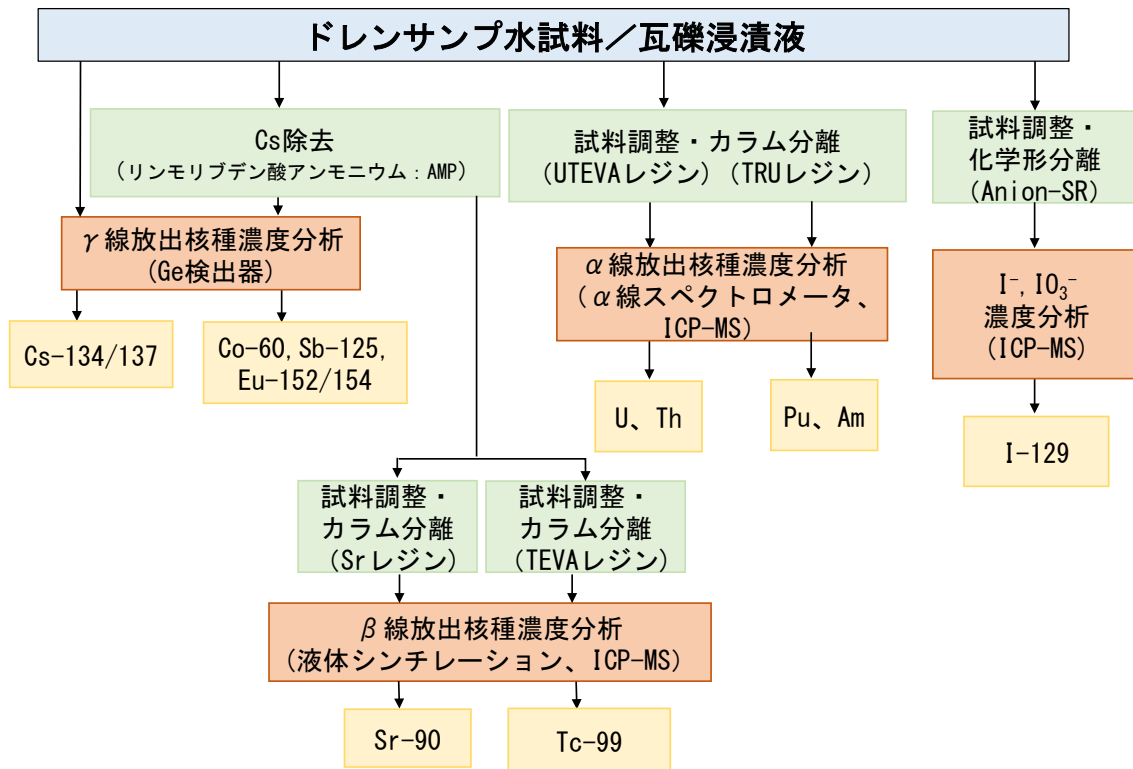 ドレンサンプ水試料／瓦礫浸漬液
Cs除去
（リンモリブデン酸アンモニウム：AMP）
試料調整・カラム分離
（UTEVAレジン）（TRUレジン）
試料調整・
化学形分離
(Anion-SR)
γ線放出核種濃度分析
(Ge検出器)
α線放出核種濃度分析
（α線スペクトロメータ、
ICP-MS）
I⁻, IO₃⁻
濃度分析
(ICP-MS)
Cs-134/137
Co-60, Sb-125,
Eu-152/154
U、Th
Pu、Am
I-129
試料調整・
カラム分離
（Srレジン）
試料調整・
カラム分離
（TEVAレジン）
β線放出核種濃度分析
(液体シンチレーション、ICP-MS)
Sr-90
Tc-99